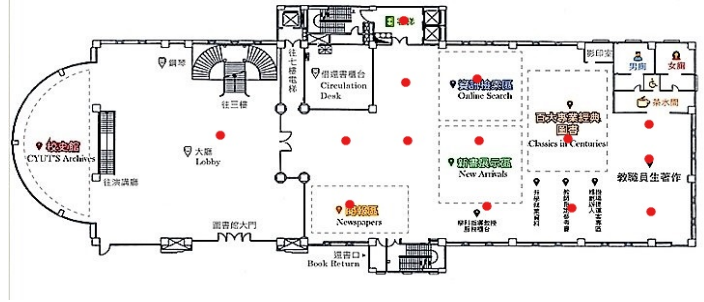 往七樓電梯
鋼琴
往三樓
借還書櫃台
Circulation
Desk
影印室
男廁
女廁
茶水間
資訊檢索區
Online Search
百大專業經典
圖書
Classics in Centuries
校史館
CYUT'S Archives
大廳
Lobby
往演講廳
新書展示區
New Arrivals
教職員生著作
Newspapers
圖書館大門
還書口
Book Return